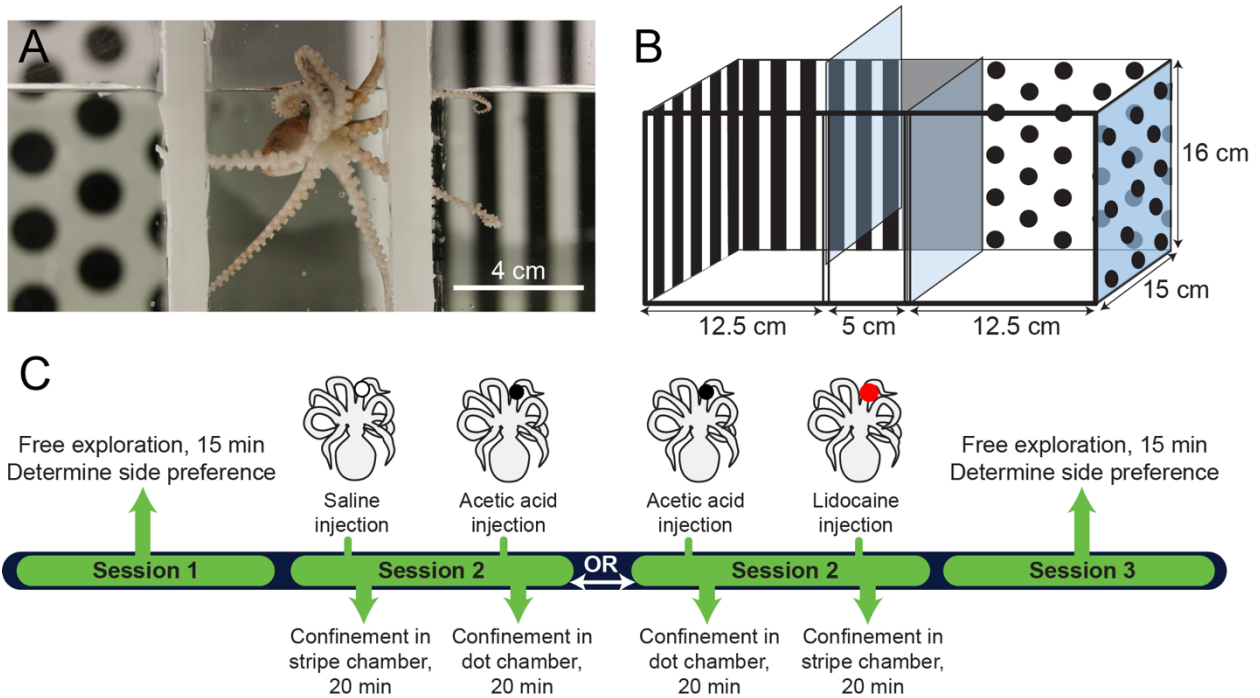 A
4 cm
B
16 cm
15 cm
12.5 cm
5 cm
12.5 cm
C
Free exploration, 15 min
Determine side preference
Saline
injection
Acetic acid
injection
Acetic acid
injection
Lidocaine
injection
Free exploration, 15 min
Determine side preference
Session 1
Session 2
OR
Session 2
Session 3
Confinement in
stripe chamber,
20 min
Confinement in
dot chamber,
20 min
Confinement in
dot chamber,
20 min
Confinement in
stripe chamber,
20 min